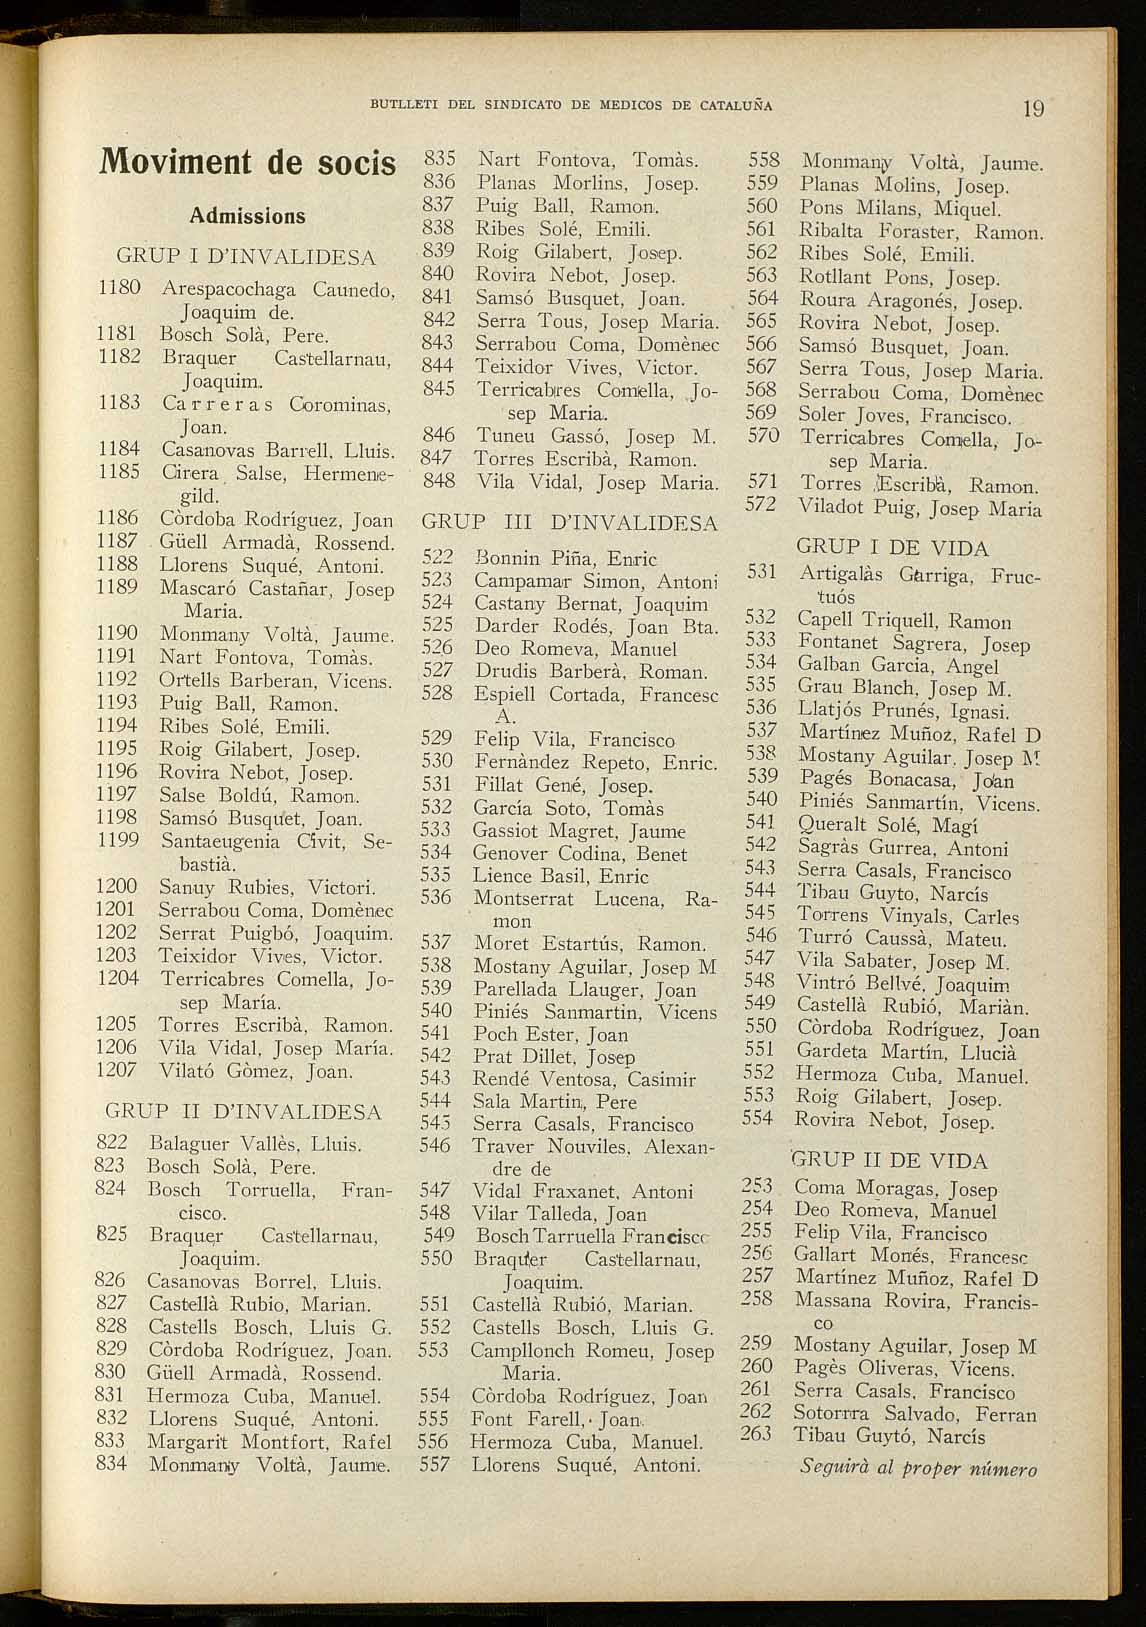 BUTLLETI DEL SINDICATO DE MEDICOS DE CATALUÑA
19
Moviment de socis
Admissions
GRUP I D'INVALIDESA
1180 Arespacochaga Caunedo,
Joaquim de.
1181 Bosch Solà, Pere.
1182 Braquer Castellarnau,
Joaquim.
1183 Carreras Corominas,
Joan.
1184 Casanovas Barrell, Lluis.
1185 Cirera Salse, Hermene-
gild.
1186 Còrdoba Rodríguez, Joan
1187 Güell Armadà, Rossend.
1188 Llorens Suqué, Antoni.
1189 Mascaró Castañar, Josep
Maria.
1190 Monmany Voltà, Jaume.
1191 Nart Fontova, Tomàs.
1192 Ortells Barberan, Vicens.
1193 Puig Ball, Ramon.
1194 Ribes Solé, Emili.
1195 Roig Gilabert, Josep.
1196 Rovira Nebot, Josep.
1197 Salse Boldú, Ramon.
1198 Samsó Busquet, Joan.
1199 Santaeugenia Civit, Se-
bastià.
1200 Sanuy Rubies, Victori.
1201 Serrabou Coma, Domènec
1202 Serrat Puigbó, Joaquim.
1203 Teixidor Vives, Victor.
1204 Terricabres Comella, Jo-
sep María.
1205 Torres Escribà, Ramon.
1206 Vila Vidal, Josep María.
1207 Vilató Gòmez, Joan.
GRUP II D'INVALIDESA
822 Balaguer Vallès, Lluis.
823 Bosch Solà, Pere.
824 Bosch Torruella, Fran-
cisco.
825 Braquer Castellarnau,
Joaquim.
826 Casanovas Borrel, Lluis.
827 Castellà Rubio, Marian.
828 Castells Bosch, Lluis G.
829 Còrdoba Rodríguez, Joan.
830 Güell Armadà, Rossend.
831 Hermoza Cuba, Manuel.
832 Llorens Suqué, Antoni.
833 Margarit Montfort, Rafel
834 Monmany Voltà, Jaume.
835 Nart Fontova, Tomàs.
836 Planas Morlins, Josep.
837 Puig Ball, Ramon.
838 Ribes Solé, Emili.
839 Roig Gilabert, Josep.
840 Rovira Nebot, Josep.
841 Samsó Busquet, Joan.
842 Serra Tous, Josep Maria.
843 Serrabou Coma, Domènec
844 Teixidor Vives, Victor.
845 Terricabres Comella, Jo-
sep Maria.
846 Tuneu Gassó, Josep M.
847 Torres Escribà, Ramon.
848 Vila Vidal, Josep Maria.
GRUP III D'INVALIDESA
522 Bonnin Piña, Enric
523 Campamar Simon, Antoni
524 Castany Bernat, Joaquim
525 Darder Rodés, Joan Bta.
526 Deo Romeva, Manuel
527 Drudis Barberà, Roman.
528 Espiell Cortada, Francesc
A.
529 Felip Vila, Francisco
530 Fernàndez Repeto, Enric.
531 Fillat Gené, Josep.
532 García Soto, Tomàs
533 Gassiot Magret, Jaume
534 Genover Codina, Benet
535 Lience Basil, Enric
536 Montserrat Lucena, Ra-
mon
537 Moret Estartús, Ramon.
538 Mostany Aguilar, Josep M
539 Parellada Llauger, Joan
540 Piniés Sanmartin, Vicens
541 Poch Ester, Joan
542 Prat Dillet, Josep
543 Rendé Ventosa, Casimir
544 Sala Martin, Pere
545 Serra Casals, Francisco
546 Traver Nouviles, Alexan-
dre de
547 Vidal Fraxanet, Antoni
548 Vilar Talleda, Joan
549 Bosch Tarruella Francisco
550 Braquer Castellarnau,
Joaquim.
551 Castellà Rubió, Marian.
552 Castells Bosch, Lluis G.
553 Campllonch Romeu, Josep
Maria.
554 Còrdoba Rodríguez, Joan
555 Font Farell, Joan.
556 Hermoza Cuba, Manuel.
557 Llorens Suqué, Antoni.
558 Monmany Voltà, Jaume.
559 Planas Molins, Josep.
560 Pons Milans, Miquel.
561 Ribalta Foraster, Ramon.
562 Ribes Solé, Emili.
563 Rotllant Pons, Josep.
564 Roura Aragonés, Josep.
565 Rovira Nebot, Josep.
566 Samsó Busquet, Joan.
567 Serra Tous, Josep Maria.
568 Serrabou Coma, Domènec
569 Soler Joves, Francisco.
570 Terricabres Comella, Jo-
sep Maria.
571 Torres Escribà, Ramon.
572 Viladot Puig, Josep Maria
GRUP I DE VIDA
531 Artigalàs Garriga, Fruc-
tuós
532 Capell Triquell, Ramon
533 Fontanet Sagrera, Josep
534 Galban Garcia, Angel
535 Grau Blanch, Josep M.
536 Llatjós Prunés, Ignasi.
537 Martínez Muñoz, Rafel D
538 Mostany Aguilar, Josep M
539 Pagés Bonacasa, Joan
540 Piniés Sanmartín, Vicens.
541 Queralt Solé, Magí
542 Sagràs Gurrea, Antoni
543 Serra Casals, Francisco
544 Tibau Guyto, Narcís
545 Torrens Vinyals, Carles
546 Turró Caussà, Mateu.
547 Vila Sabater, Josep M.
548 Vintró Bellvé, Joaquim
549 Castellà Rubió, Mariàn.
550 Còrdoba Rodríguez, Joan
551 Gardeta Martín, Llucià
552 Hermoza Cuba, Manuel.
553 Roig Gilabert, Josep.
554 Rovira Nebot, Josep.
GRUP II DE VIDA
253 Coma Moragas, Josep
254 Deo Romeva, Manuel
255 Felip Vila, Francisco
256 Gallart Monés, Francesc
257 Martínez Muñoz, Rafel D
258 Massana Rovira, Francis-
co
259 Mostany Aguilar, Josep M
260 Pagès Oliveras, Vicens.
261 Serra Casals, Francisco
262 Sotorrra Salvado, Ferran
263 Tibau Guytó, Narcís
Seguirà al proper número